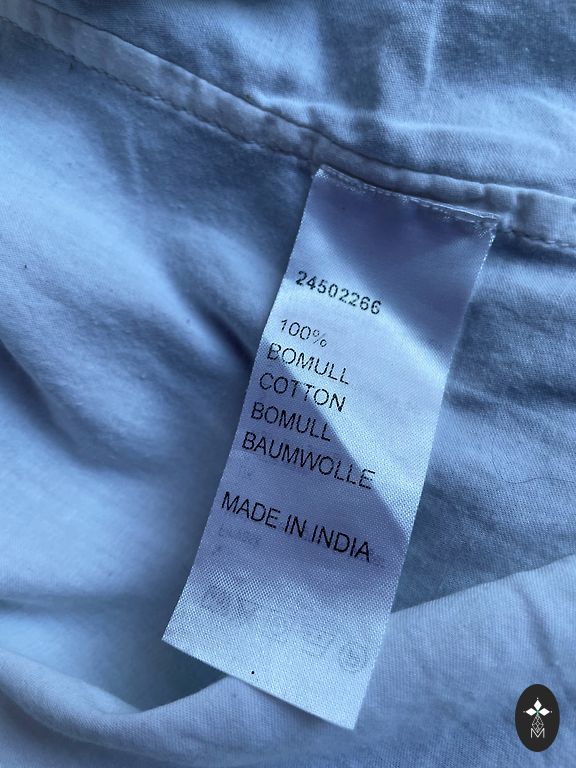 24502266
100%
BOMULL
COTTON
BOMULL
BAUMWOLLE
MADE IN INDIA